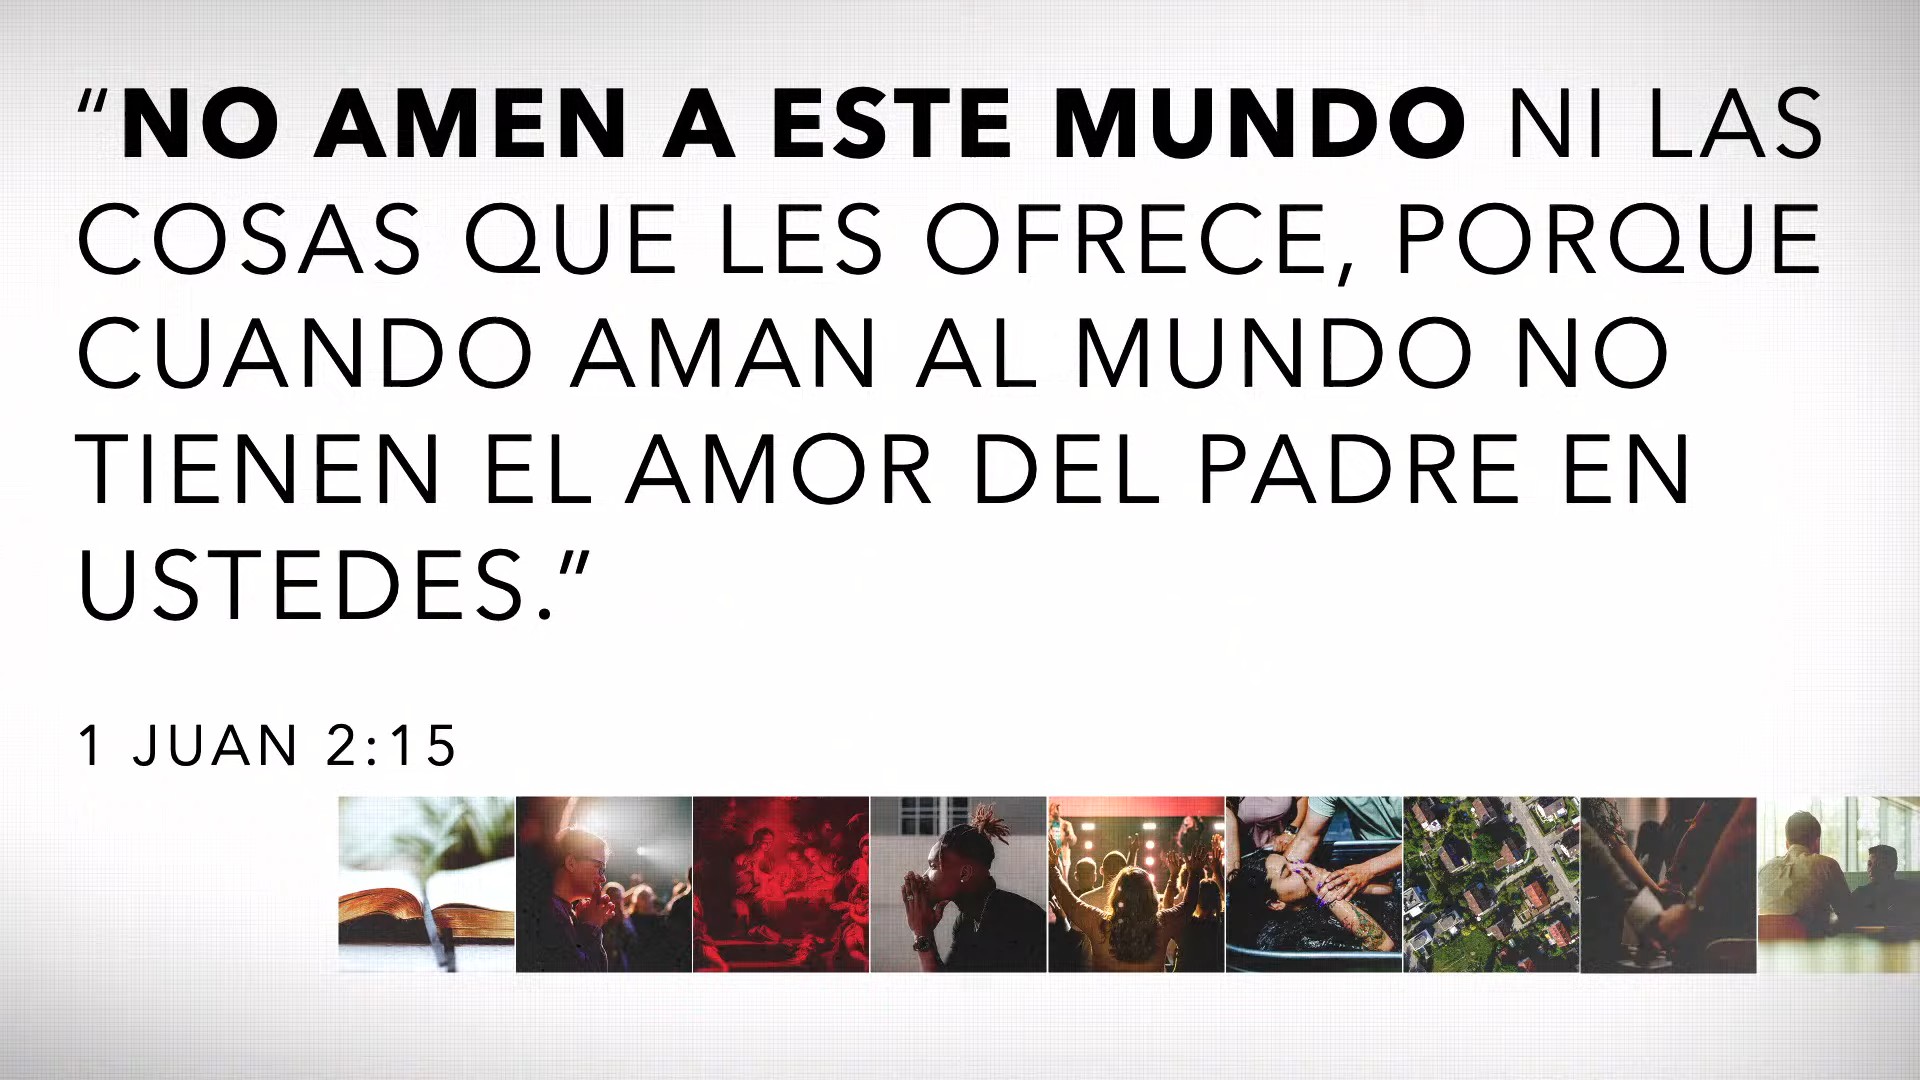 “NO AMEN A ESTE MUNDO NI LAS
COSAS QUE LES OFRECE, PORQUE
CUANDO AMAN AL MUNDO NO
TIENEN EL AMOR DEL PADRE EN
USTEDES.”
1 JUAN 2:15